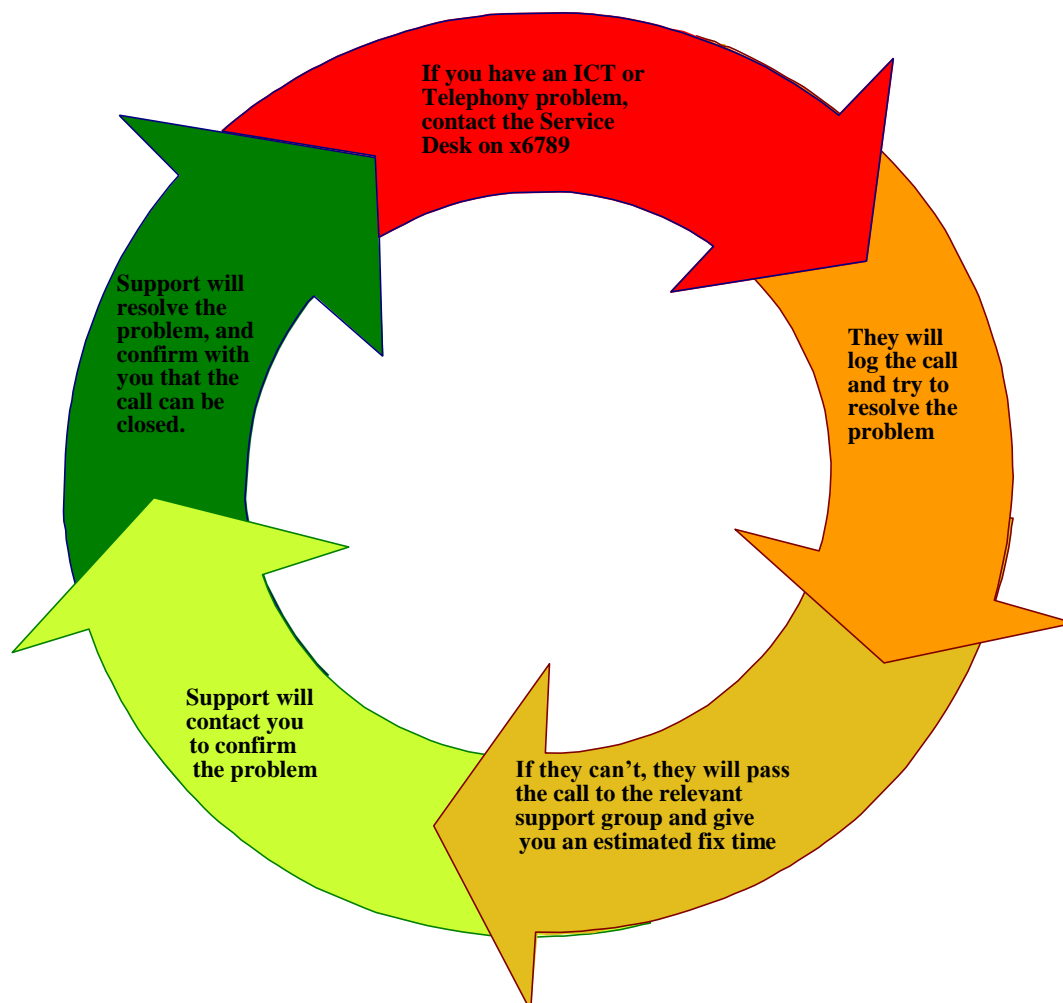 If you have an ICT or
Telephony problem,
contact the Service
Desk on x6789
They will
log the call
and try to
resolve the
problem
If they can’t, they will pass
the call to the relevant
support group and give
you an estimated fix time
Support will
contact you
to confirm
the problem
Support will
resolve the
problem, and
confirm with
you that the
call can be
closed.